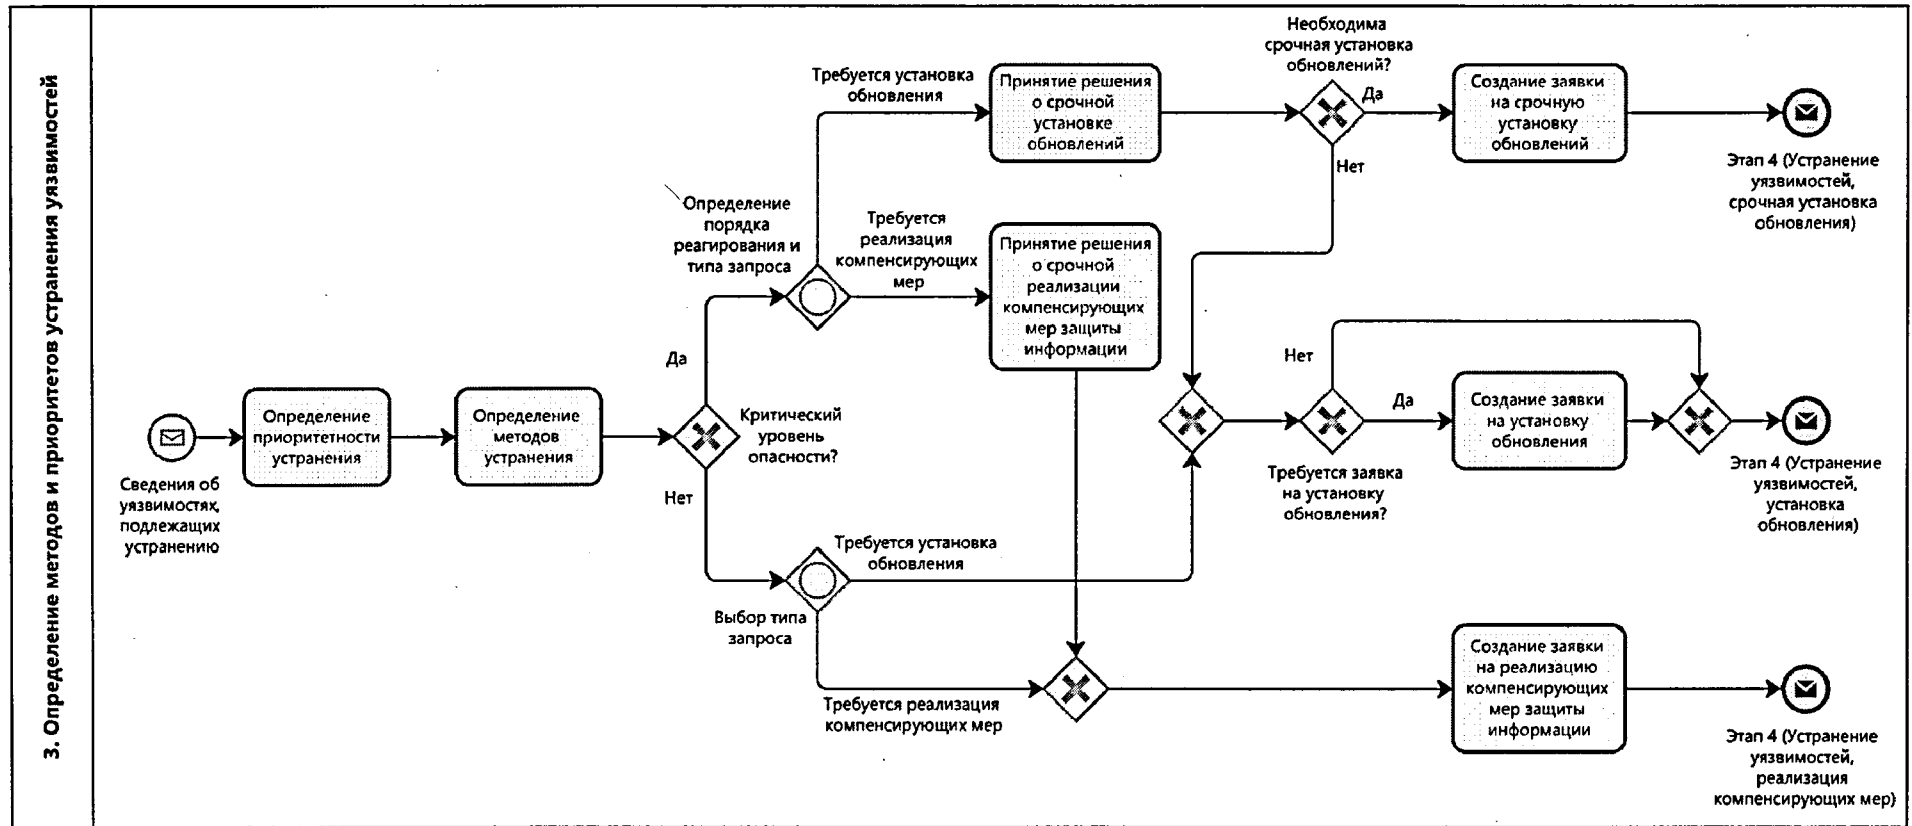 3. Определение методов и приоритетов устранения уязвимостей
Сведения об
уязвимостях,
подлежащих
устранению
Определение
приоритетности
устранения
Определение
методов
устранения
Критический
уровень
опасности?
Да
Нет
Определение
порядка
реагирования и
типа запроса
Требуется установка
обновления
Требуется
реализация
компенсирующих
мер
Принятие решения
о срочной
установке
обновлений
Принятие решения
о срочной
реализации
компенсирующих
мер защиты
информации
Необходима
срочная установка
обновлений?
Да
Нет
Создание заявки
на срочную
установку
обновлений
Этап 4 (Устранение
уязвимостей,
срочная установка
обновления)
Выбор типа
запроса
Требуется установка
обновления
Требуется реализация
компенсирующих мер
Нет
Да
Требуется заявка
на установку
обновления?
Создание заявки
на установку
обновления
Этап 4 (Устранение
уязвимостей,
установка
обновления)
Создание заявки
на реализацию
компенсирующих
мер защиты
информации
Этап 4 (Устранение
уязвимостей,
реализация
компенсирующих мер)